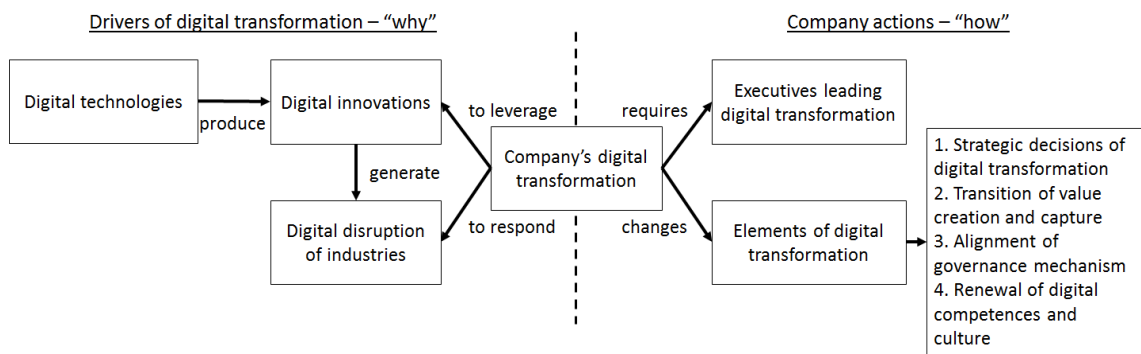 Drivers of digital transformation – “why”
Company actions – “how”
Digital technologies
produce
Digital innovations
generate
Digital disruption
of industries
to leverage
to respond
Company’s digital
transformation
requires
changes
Executives leading
digital transformation
Elements of digital
transformation
1. Strategic decisions of
digital transformation
2. Transition of value
creation and capture
3. Alignment of
governance mechanism
4. Renewal of digital
competences and
culture